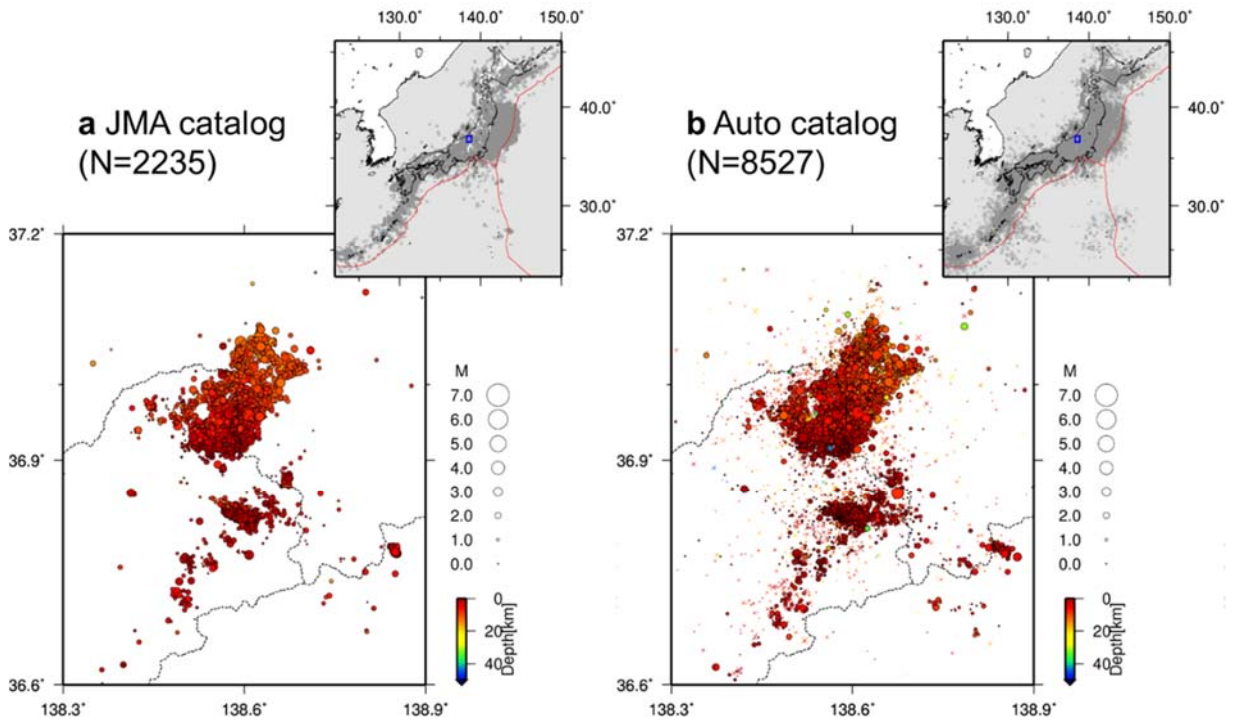 130.0° 140.0° 150.0°
40.0°
30.0°
a JMA catalog
(N=2235)
37.2°
36.9°
36.6°
138.3° 138.6° 138.9°
M
7.0
6.0
5.0
4.0
3.0
2.0
1.0
0.0
0
20
40
Depth[km]
130.0° 140.0° 150.0°
40.0°
30.0°
b Auto catalog
(N=8527)
37.2°
36.9°
36.6°
138.3° 138.6° 138.9°
M
7.0
6.0
5.0
4.0
3.0
2.0
1.0
0.0
0
20
40
Depth[km]